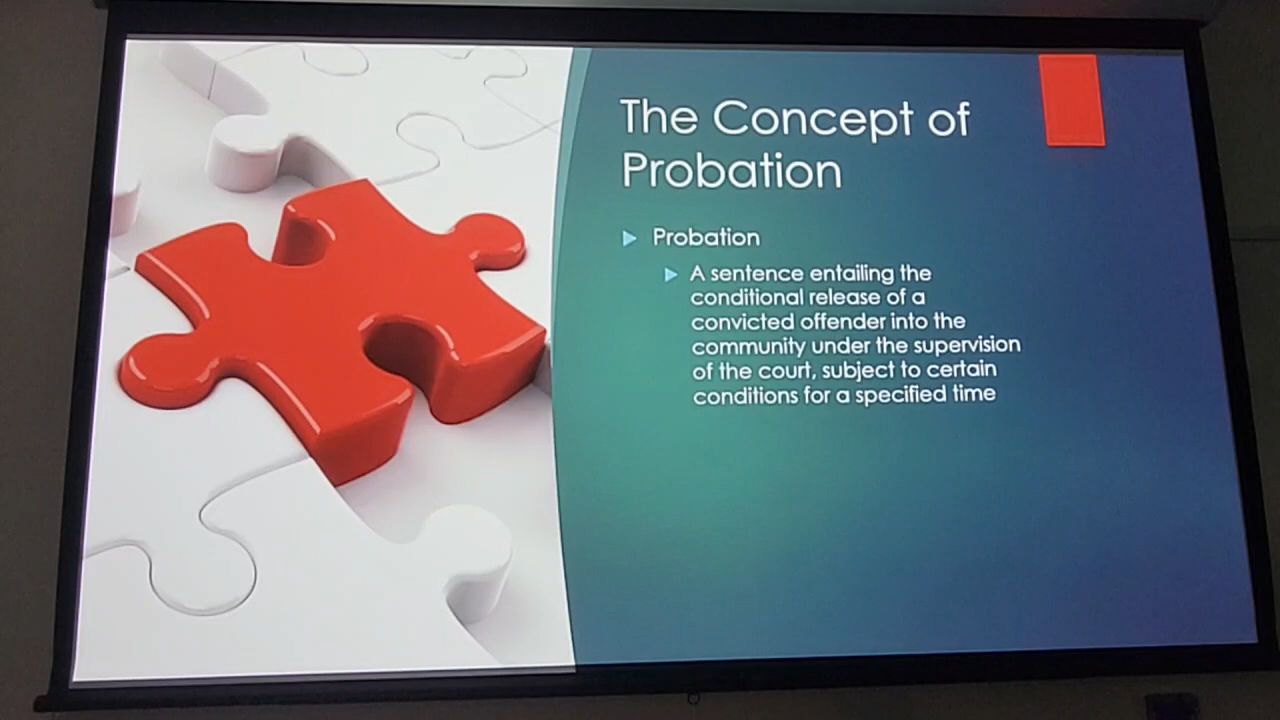 The Concept of
Probation
Probation
A sentence entailing the
conditional release of a
convicted offender into the
community under the supervision
of the court, subject to certain
conditions for a specified time